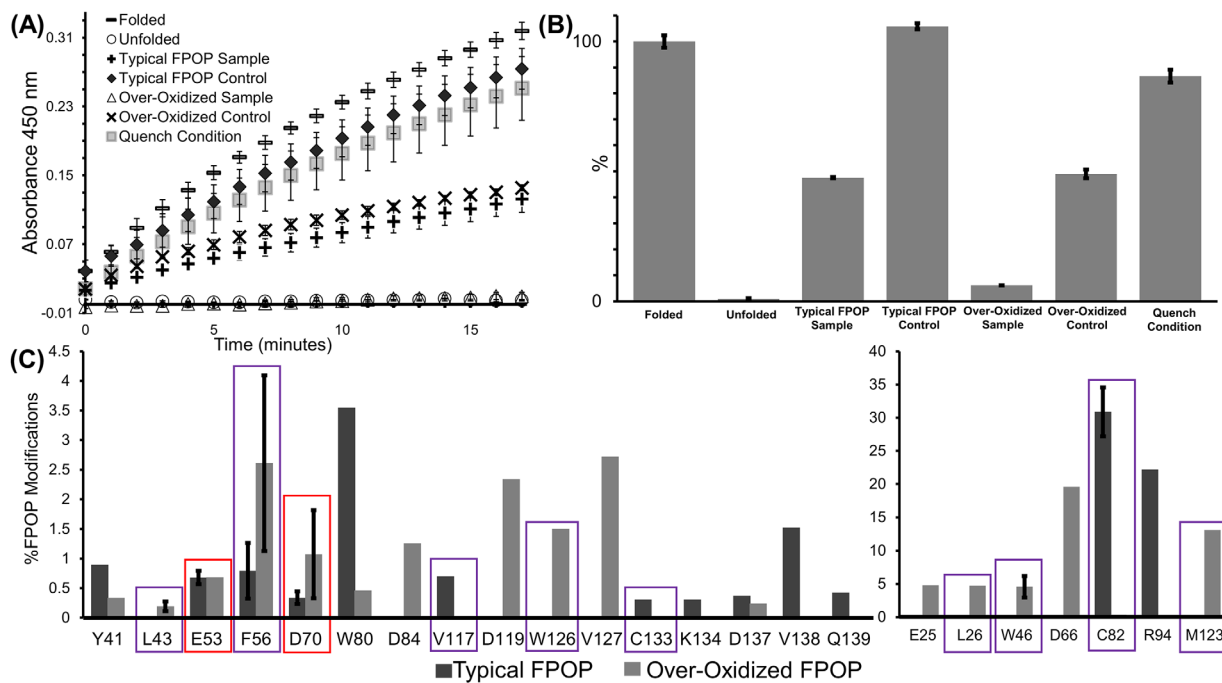 (A)
Absorbance 450 nm
0.31
0.23
0.15
0.07
-0.01
Folded
Unfolded
Typical FPOP Sample
Typical FPOP Control
Over-Oxidized Sample
Over-Oxidized Control
Quench Condition
0 5 10 15
Time (minutes)
(B)
%
100
0
Folded Unfolded Typical FPOP Sample Typical FPOP Control Over-Oxidized Sample Over-Oxidized Control Quench Condition
(C)
%FPOP Modifications
4.5
4
3.5
3
2.5
2
1.5
1
0.5
0
Y41 L43 E53 F56 D70 W80 D84 V117 D119 W126 V127 C133 K134 D137 V138 Q139
40
35
30
25
20
15
10
5
0
E25 L26 W46 D66 C82 R94 M123
Typical FPOP Over-Oxidized FPOP